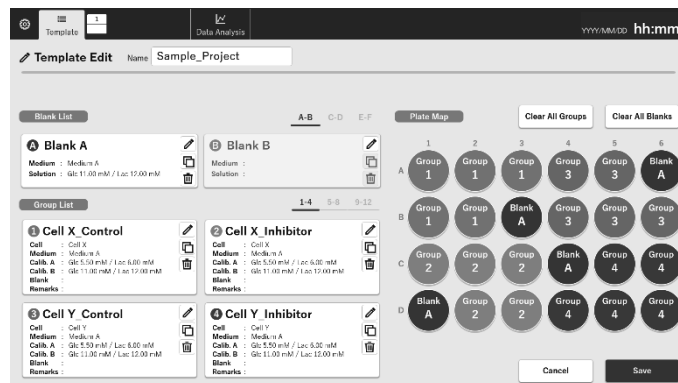 Template
1
Data Analysis
YYYY/MM/DD hh:mm
Template Edit Name Sample_Project
Blank List A-B C-D E-F
A Blank A
Medium : Medium A
Solution : Glc 11.00 mM / Lac 12.00 mM
B Blank B
Medium :
Solution :
Group List 1-4 5-8 9-12
1 Cell X_Control
Cell : Cell X
Medium : Medium A
Calib. A : Glc 5.50 mM / Lac 6.00 mM
Calib. B : Glc 11.00 mM / Lac 12.00 mM
Blank :
Remarks :
2 Cell X_Inhibitor
Cell : Cell X
Medium : Medium A
Calib. A : Glc 5.50 mM / Lac 6.00 mM
Calib. B : Glc 11.00 mM / Lac 12.00 mM
Blank :
Remarks :
3 Cell Y_Control
Cell : Cell Y
Medium : Medium A
Calib. A : Glc 5.50 mM / Lac 6.00 mM
Calib. B : Glc 11.00 mM / Lac 12.00 mM
Blank :
Remarks :
4 Cell Y_Inhibitor
Cell : Cell Y
Medium : Medium A
Calib. A : Glc 5.50 mM / Lac 6.00 mM
Calib. B : Glc 11.00 mM / Lac 12.00 mM
Blank :
Remarks :
Plate Map Clear All Groups Clear All Blanks
1 2 3 4 5 6
A Group 1 Group 1 Group 1 Group 3 Group 3 Blank A
B Group 1 Group 1 Blank A Group 3 Group 3 Group 3
C Group 2 Group 2 Group 2 Blank A Group 4 Group 4
D Blank A Group 2 Group 2 Group 4 Group 4 Group 4
Cancel Save